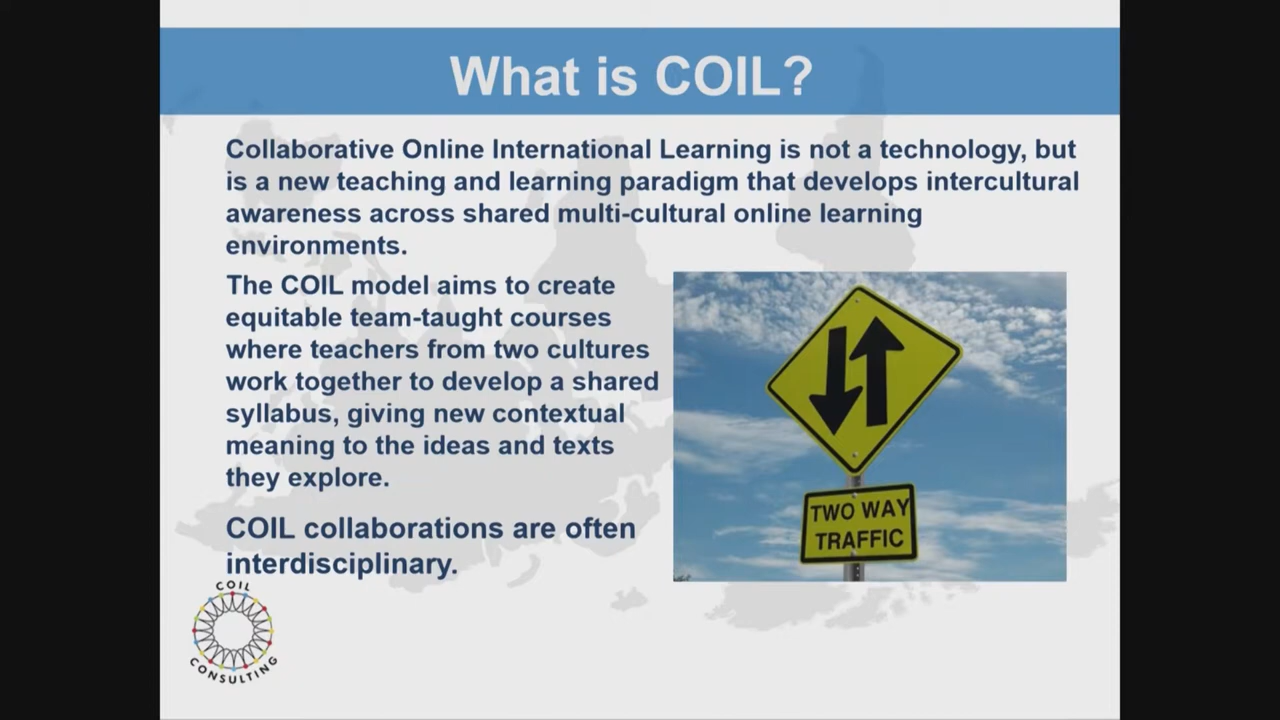 What is COIL?
Collaborative Online International Learning is not a technology, but
is a new teaching and learning paradigm that develops intercultural
awareness across shared multi-cultural online learning
environments.
The COIL model aims to create
equitable team-taught courses
where teachers from two cultures
work together to develop a shared
syllabus, giving new contextual
meaning to the ideas and texts
they explore.
COIL collaborations are often
interdisciplinary.
TWO WAY
TRAFFIC
COIL
CONSULTING